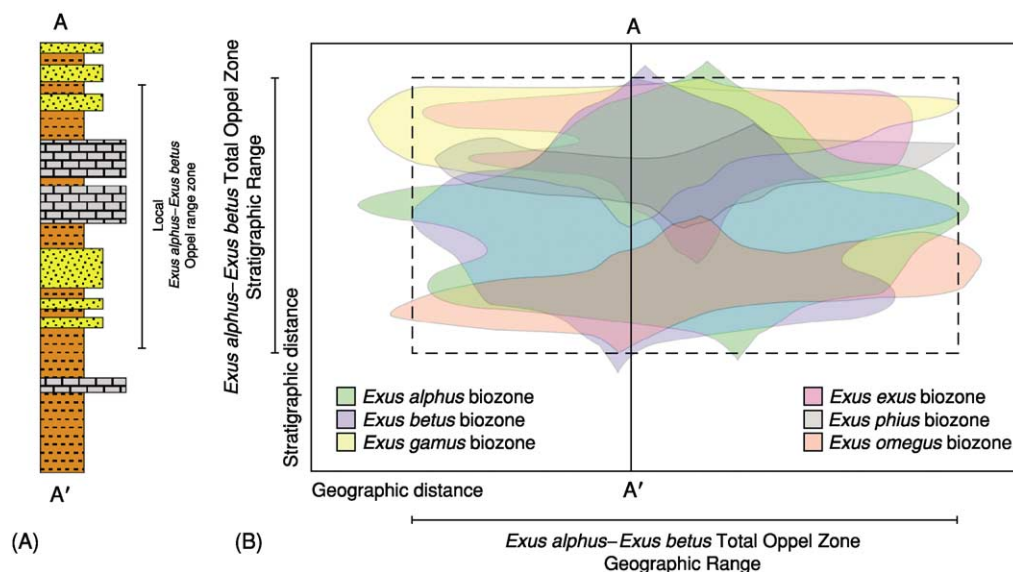 A
Local
Exus alphus–Exus betus
Oppel range zone
A′
(A)
Exus alphus–Exus betus Total Oppel Zone
Stratigraphic Range
Stratigraphic distance
A
Exus alphus biozone
Exus betus biozone
Exus gamus biozone
Exus exus biozone
Exus phius biozone
Exus omegus biozone
Geographic distance
A′
(B)
Exus alphus–Exus betus Total Oppel Zone
Geographic Range